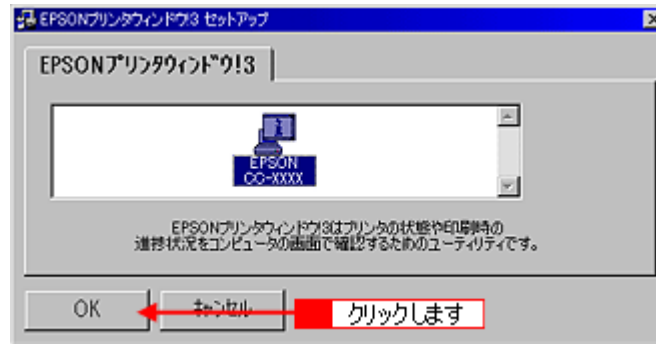 EPSONプリンタウィンドウ!3 セットアップ
EPSONプリンタウィンドウ!3
EPSON
CC-XXXX
EPSONプリンタウィンドウ!3はプリンタの状態や印刷時の
進捗状況をコンピュータの画面で確認するためのユーティリティです。
OK
キャンセル
クリックします